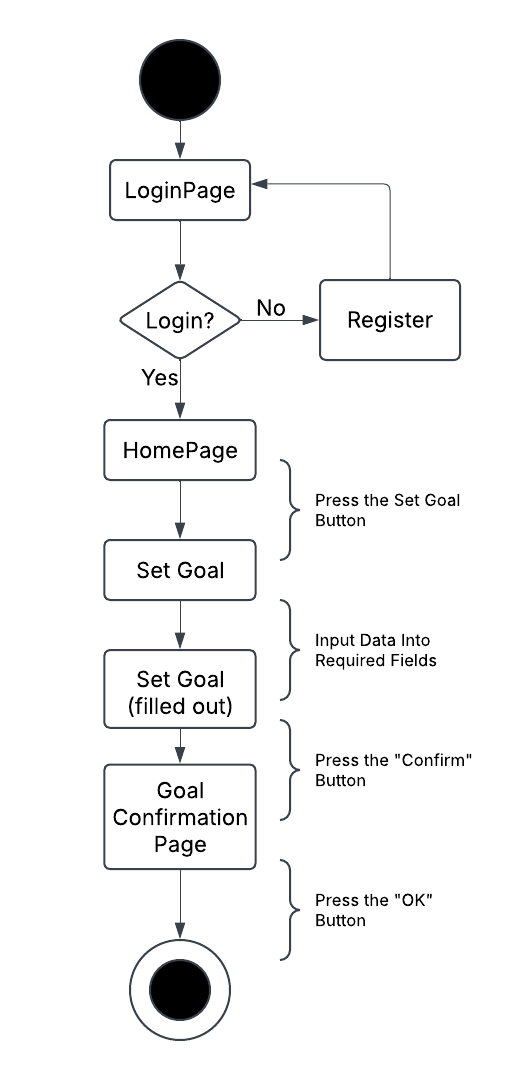 LoginPage
Login?
No
Register
Yes
HomePage
Press the Set Goal
Button
Set Goal
Input Data Into
Required Fields
Set Goal
(filled out)
Press the "Confirm"
Button
Goal
Confirmation
Page
Press the "OK"
Button